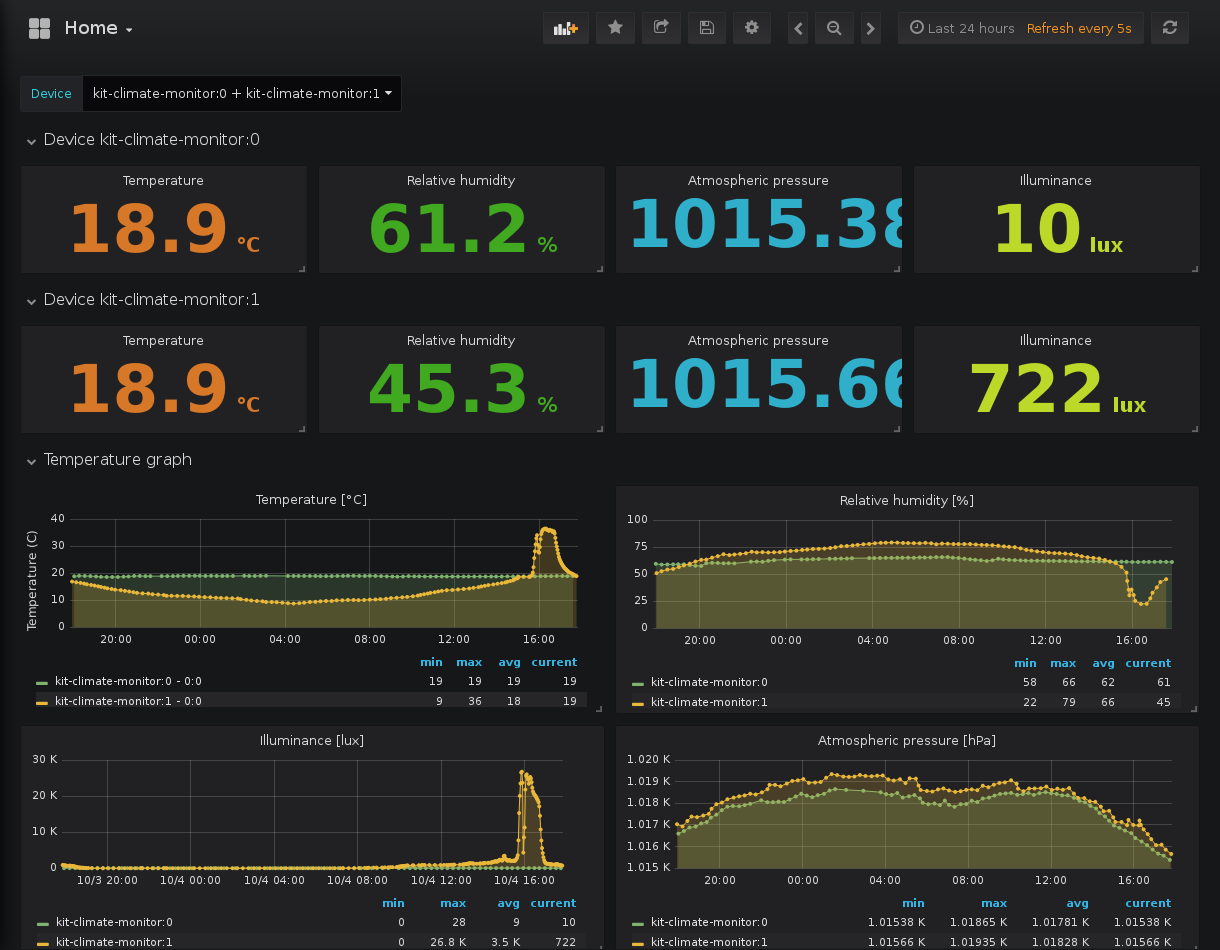 Home
Last 24 hours Refresh every 5s
Device kit-climate-monitor:0 + kit-climate-monitor:1
Device kit-climate-monitor:0
Temperature Relative humidity Atmospheric pressure Illuminance
18.9 °C 61.2 % 1015.38 10 lux
Device kit-climate-monitor:1
Temperature Relative humidity Atmospheric pressure Illuminance
18.9 °C 45.3 % 1015.66 722 lux
Temperature graph
Temperature [°C]
Temperature (C)
40
30
20
10
0
20:00 00:00 04:00 08:00 12:00 16:00
min max avg current
kit-climate-monitor:0 - 0:0 19 19 19 19
kit-climate-monitor:1 - 0:0 9 36 18 19
Relative humidity [%]
100
75
50
25
0
20:00 00:00 04:00 08:00 12:00 16:00
min max avg current
kit-climate-monitor:0 58 66 62 61
kit-climate-monitor:1 22 79 66 45
Illuminance [lux]
30 K
20 K
10 K
0
10/3 20:00 10/4 00:00 10/4 04:00 10/4 08:00 10/4 12:00 10/4 16:00
min max avg current
kit-climate-monitor:0 0 28 9 10
kit-climate-monitor:1 0 26.8 K 3.5 K 722
Atmospheric pressure [hPa]
1.020 K
1.019 K
1.018 K
1.017 K
1.016 K
1.015 K
20:00 00:00 04:00 08:00 12:00 16:00
min max avg current
kit-climate-monitor:0 1.01538 K 1.01865 K 1.01781 K 1.01538 K
kit-climate-monitor:1 1.01566 K 1.01935 K 1.01828 K 1.01566 K